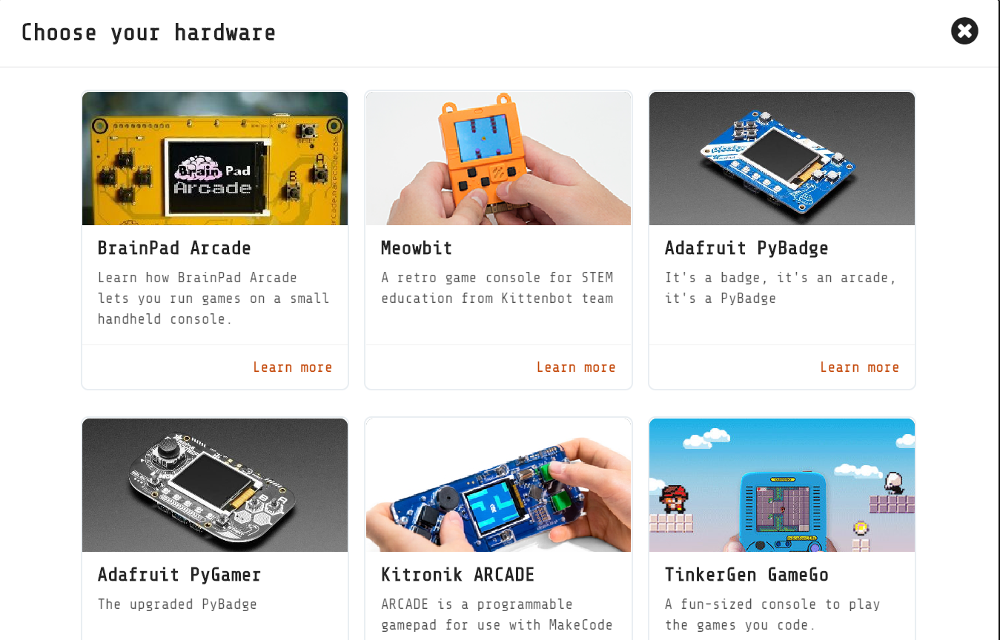 Choose your hardware
RESET
A
B
Brain Pad
Arcade
BrainPad Arcade
Learn how BrainPad Arcade
lets you run games on a small
handheld console.
Learn more
Meowbit
A retro game console for STEM
education from Kittenbot team
Learn more
Adafruit PyBadge
It's a badge, it's an arcade,
it's a PyBadge
Learn more
Adafruit PyGamer
The upgraded PyBadge
Kitronik ARCADE
ARCADE is a programmable
gamepad for use with MakeCode
TinkerGen GameGo
A fun-sized console to play
the games you code.